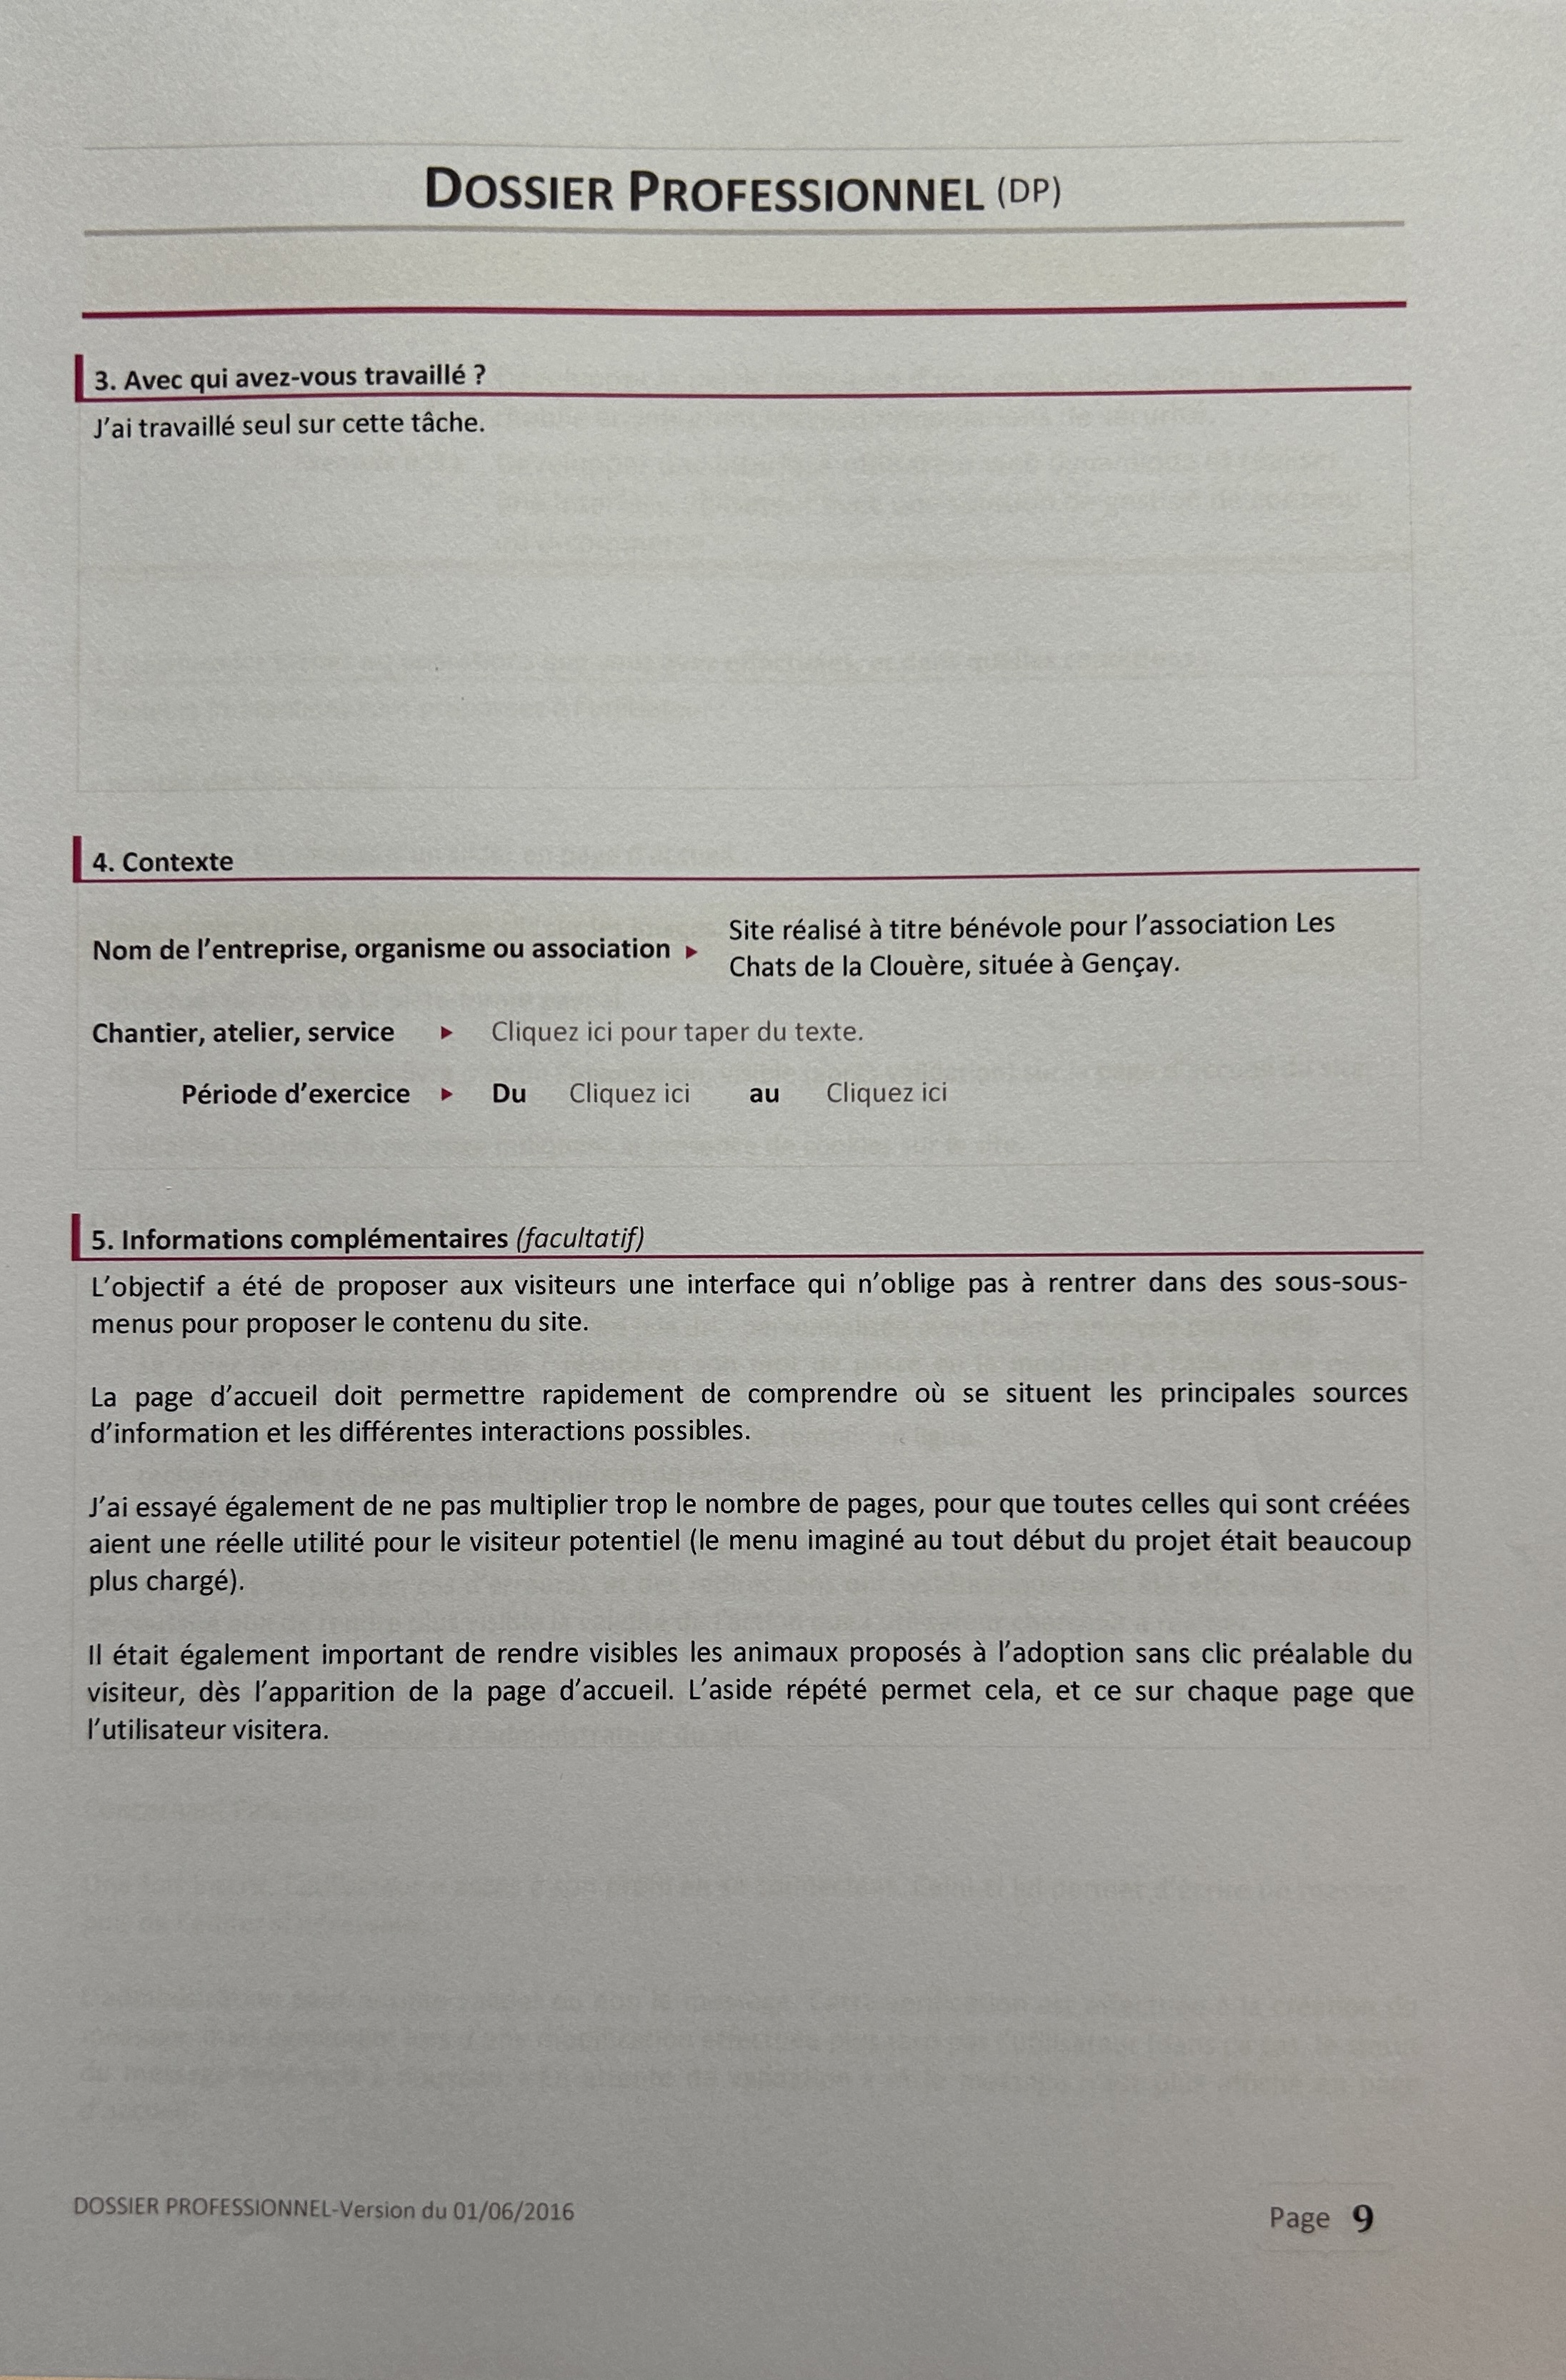 DOSSIER PROFESSIONNEL (DP)
3. Avec qui avez-vous travaillé ?
J’ai travaillé seul sur cette tâche.
4. Contexte
Nom de l’entreprise, organisme ou association ▶ Site réalisé à titre bénévole pour l’association Les
Chats de la Clouère, située à Gençay.
Chantier, atelier, service ▶ Cliquez ici pour taper du texte.
Période d’exercice ▶ Du Cliquez ici au Cliquez ici
5. Informations complémentaires (facultatif)
L’objectif a été de proposer aux visiteurs une interface qui n’oblige pas à rentrer dans des sous-sous-
menus pour proposer le contenu du site.
La page d’accueil doit permettre rapidement de comprendre où se situent les principales sources
d’information et les différentes interactions possibles.
J’ai essayé également de ne pas multiplier trop le nombre de pages, pour que toutes celles qui sont créées
aient une réelle utilité pour le visiteur potentiel (le menu imaginé au tout début du projet était beaucoup
plus chargé).
Il était également important de rendre visibles les animaux proposés à l’adoption sans clic préalable du
visiteur, dès l’apparition de la page d’accueil. L’aside répété permet cela, et ce sur chaque page que
l’utilisateur visitera.
DOSSIER PROFESSIONNEL-Version du 01/06/2016
Page 9